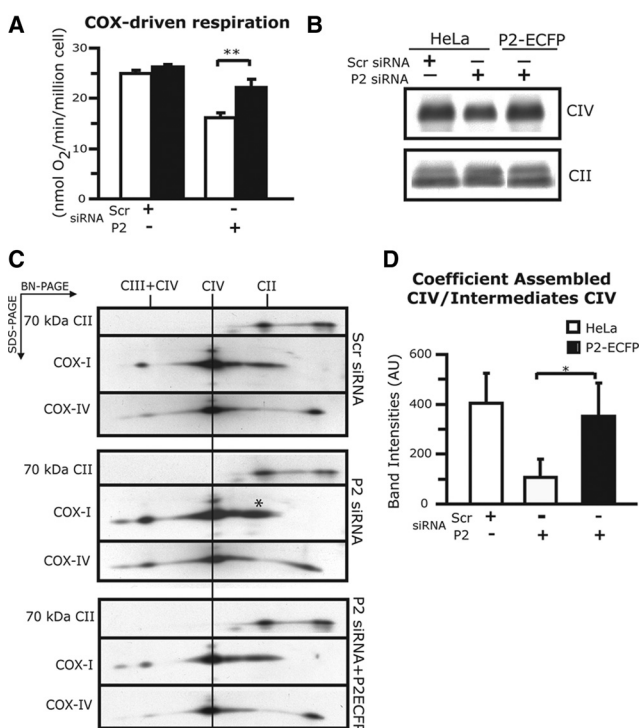 A
COX-driven respiration
(nmol O2/min/million cell)
30
20
10
0
**
siRNA
Scr + -
P2 - +
B
HeLa P2-ECFP
Scr siRNA + − −
P2 siRNA − + +
CIV
CII
C
BN-PAGE
SDS-PAGE
CIII+CIV CIV CII
70 kDa CII
COX-I
COX-IV
Scr siRNA
70 kDa CII
COX-I
*
COX-IV
P2 siRNA
70 kDa CII
COX-I
COX-IV
P2 siRNA+P2ECFP
D
Coefficient Assembled
CIV/Intermediates CIV
HeLa
P2-ECFP
Band Intensities (AU)
600
400
200
0
*
siRNA
Scr + - -
P2 - + +